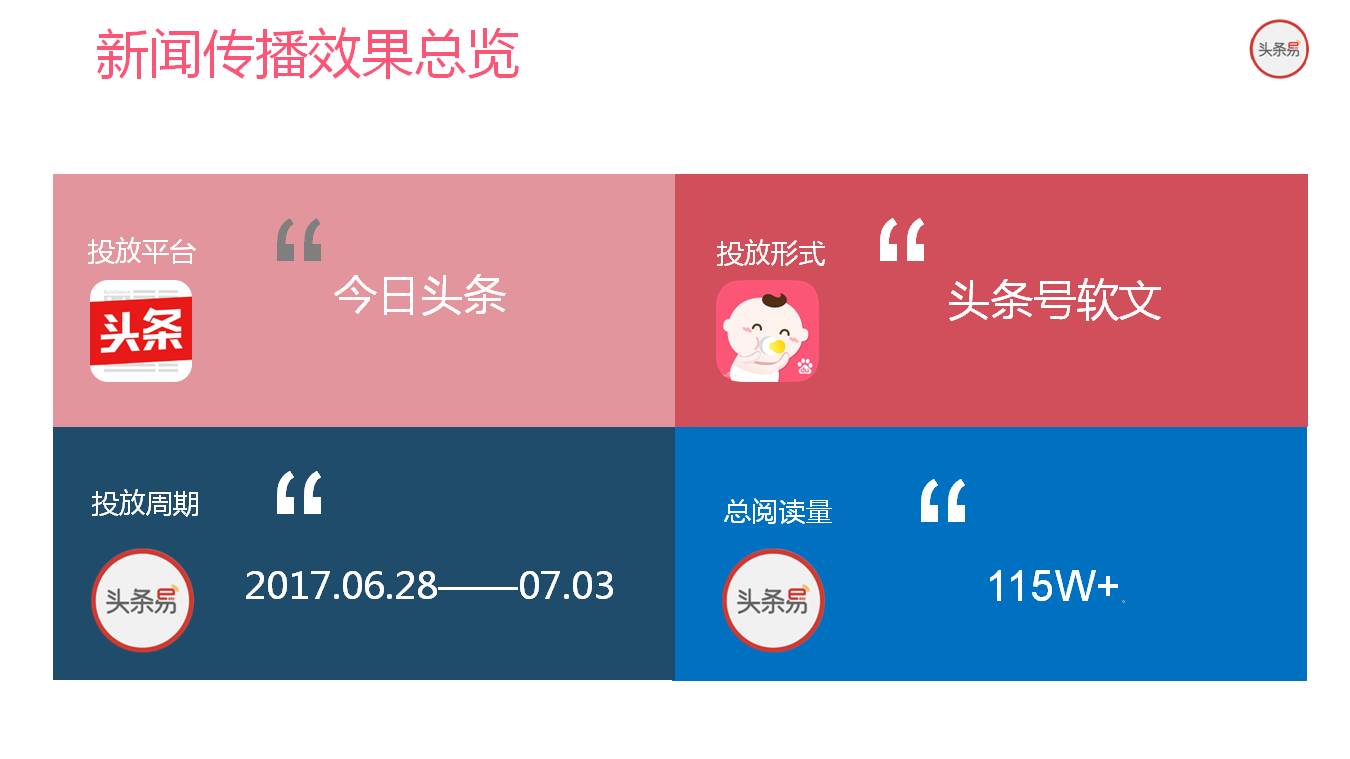 新闻传播效果总览
头条易
投放平台
“
今日头条
头条
投放形式
“
头条号软文
投放周期
“
2017.06.28——07.03
头条易
总阅读量
“
115W+。
头条易